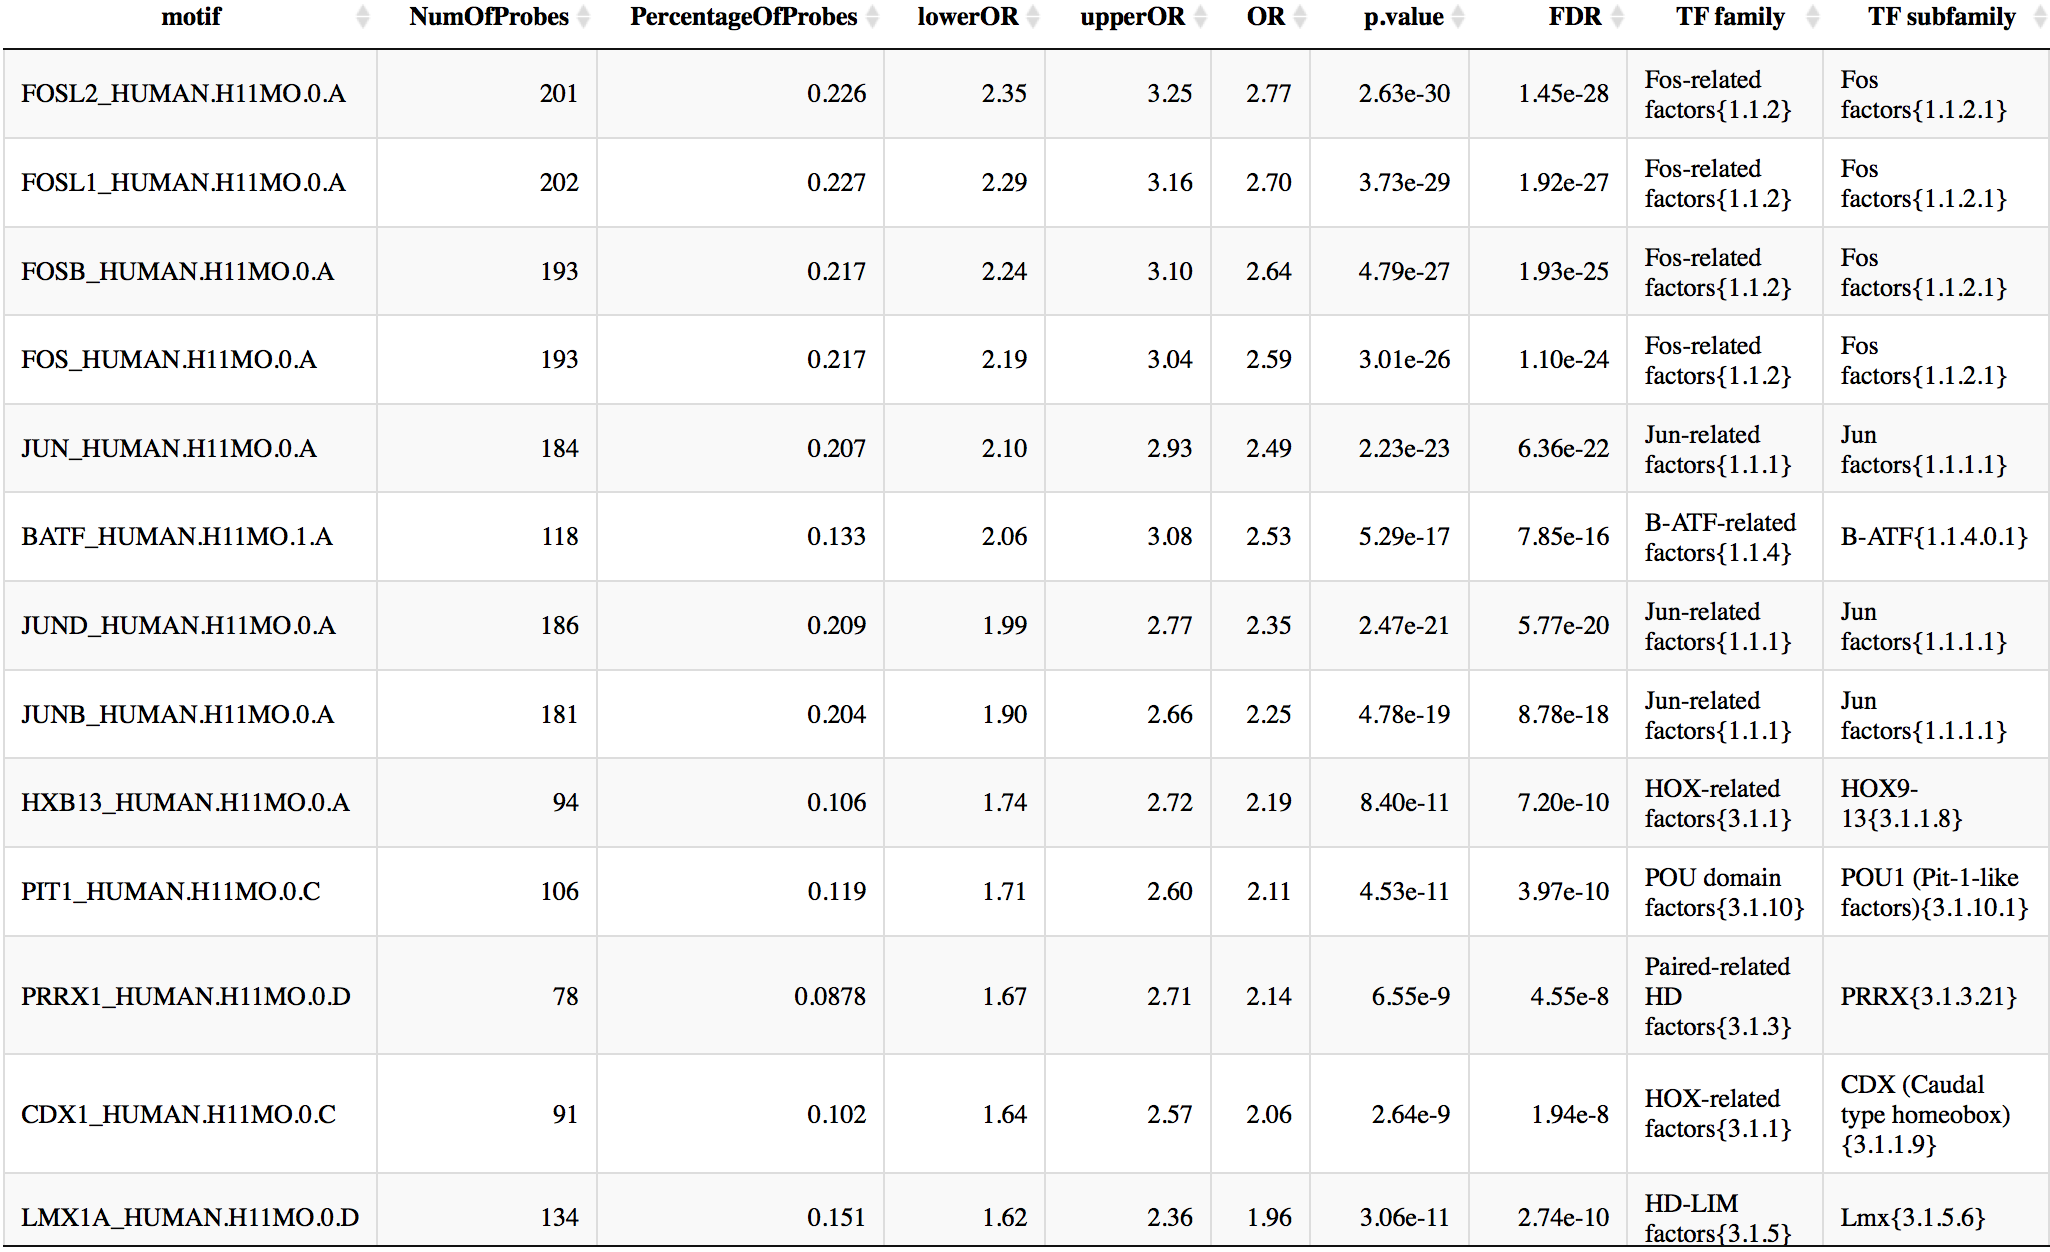 motif NumOfProbes PercentageOfProbes lowerOR upperOR OR p.value FDR TF family TF subfamily
FOSL2_HUMAN.H11MO.0.A 201 0.226 2.35 3.25 2.77 2.63e-30 1.45e-28 Fos-related factors{1.1.2} Fos factors{1.1.2.1}
FOSL1_HUMAN.H11MO.0.A 202 0.227 2.29 3.16 2.70 3.73e-29 1.92e-27 Fos-related factors{1.1.2} Fos factors{1.1.2.1}
FOSB_HUMAN.H11MO.0.A 193 0.217 2.24 3.10 2.64 4.79e-27 1.93e-25 Fos-related factors{1.1.2} Fos factors{1.1.2.1}
FOS_HUMAN.H11MO.0.A 193 0.217 2.19 3.04 2.59 3.01e-26 1.10e-24 Fos-related factors{1.1.2} Fos factors{1.1.2.1}
JUN_HUMAN.H11MO.0.A 184 0.207 2.10 2.93 2.49 2.23e-23 6.36e-22 Jun-related factors{1.1.1} Jun factors{1.1.1.1}
BATF_HUMAN.H11MO.1.A 118 0.133 2.06 3.08 2.53 5.29e-17 7.85e-16 B-ATF-related factors{1.1.4} B-ATF{1.1.4.0.1}
JUND_HUMAN.H11MO.0.A 186 0.209 1.99 2.77 2.35 2.47e-21 5.77e-20 Jun-related factors{1.1.1} Jun factors{1.1.1.1}
JUNB_HUMAN.H11MO.0.A 181 0.204 1.90 2.66 2.25 4.78e-19 8.78e-18 Jun-related factors{1.1.1} Jun factors{1.1.1.1}
HXB13_HUMAN.H11MO.0.A 94 0.106 1.74 2.72 2.19 8.40e-11 7.20e-10 HOX-related factors{3.1.1} HOX9-13{3.1.1.8}
PIT1_HUMAN.H11MO.0.C 106 0.119 1.71 2.60 2.11 4.53e-11 3.97e-10 POU domain factors{3.1.10} POU1 (Pit-1-like factors){3.1.10.1}
PRRX1_HUMAN.H11MO.0.D 78 0.0878 1.67 2.71 2.14 6.55e-9 4.55e-8 Paired-related HD factors{3.1.3} PRRX{3.1.3.21}
CDX1_HUMAN.H11MO.0.C 91 0.102 1.64 2.57 2.06 2.64e-9 1.94e-8 HOX-related factors{3.1.1} CDX (Caudal type homeobox) {3.1.1.9}
LMX1A_HUMAN.H11MO.0.D 134 0.151 1.62 2.36 1.96 3.06e-11 2.74e-10 HD-LIM factors{3.1.5} Lmx{3.1.5.6}